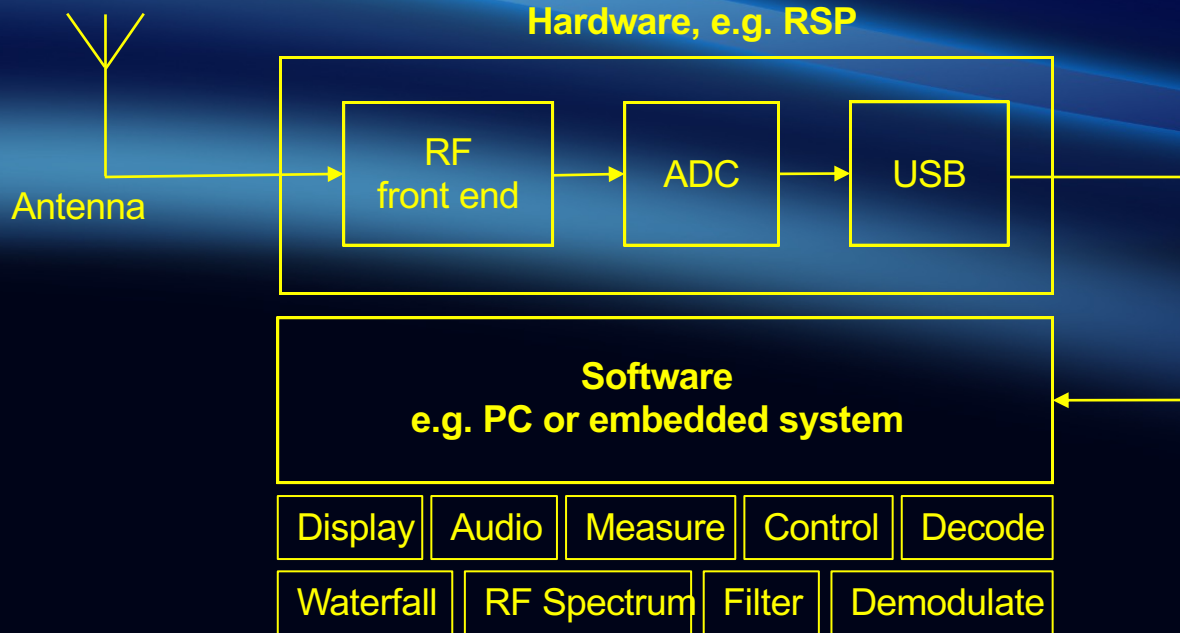 Hardware, e.g. RSP
Antenna
RF
front end
ADC
USB
Software
e.g. PC or embedded system
Display
Audio
Measure
Control
Decode
Waterfall
RF Spectrum
Filter
Demodulate